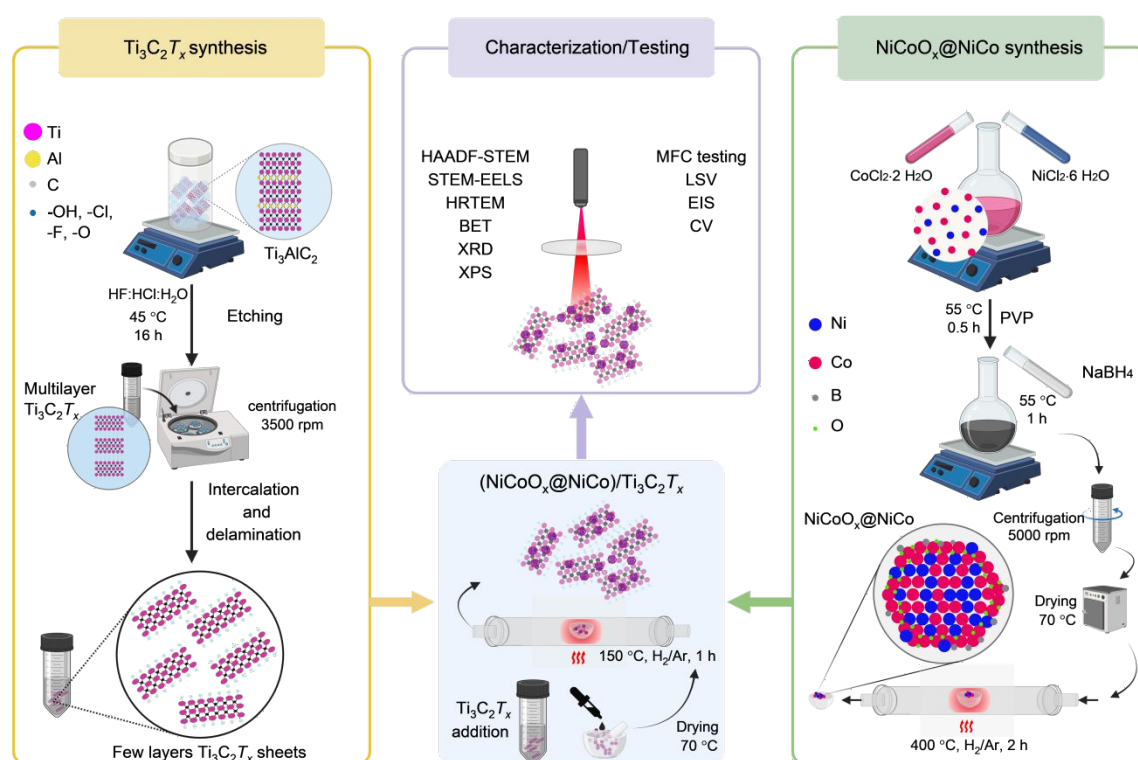 Ti₃C₂Tₓ synthesis
Ti
Al
C
-OH, -Cl,
-F, -O
Ti₃AlC₂
HF:HCl:H₂O
45 °C
16 h
Etching
Multilayer
Ti₃C₂Tₓ
centrifugation
3500 rpm
Intercalation
and
delamination
Few layers Ti₃C₂Tₓ sheets
Characterization/Testing
HAADF-STEM
STEM-EELS
HRTEM
BET
XRD
XPS
MFC testing
LSV
EIS
CV
(NiCoOₓ@NiCo)/Ti₃C₂Tₓ
150 °C, H₂/Ar, 1 h
Ti₃C₂Tₓ
addition
Drying
70 °C
NiCoOₓ@NiCo synthesis
CoCl₂·2 H₂O
NiCl₂·6 H₂O
55 °C
0.5 h
PVP
Ni
Co
B
O
NaBH₄
55 °C
1 h
NiCoOₓ@NiCo
Centrifugation
5000 rpm
Drying
70 °C
400 °C, H₂/Ar, 2 h